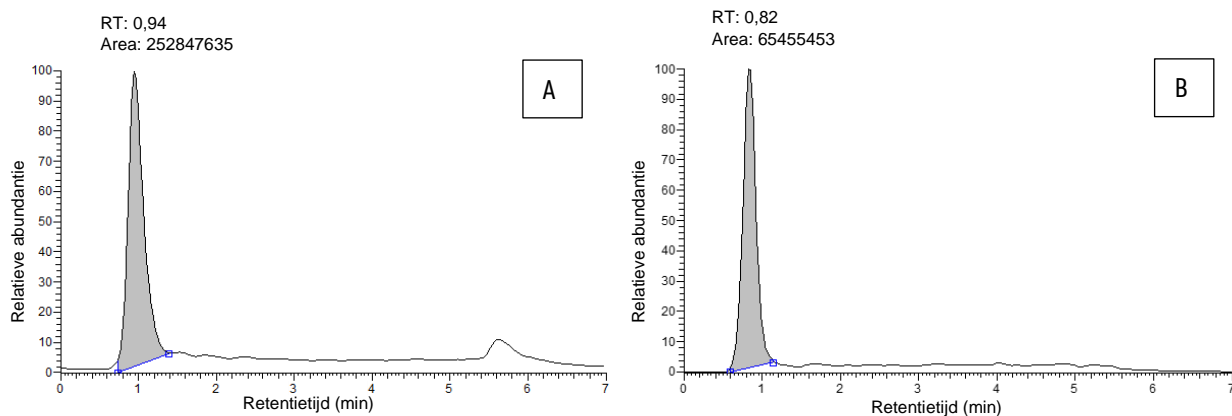 RT: 0,94
Area: 252847635
A
100
90
80
70
60
50
40
30
20
10
0
Relatieve abundantie
0 1 2 3 4 5 6 7
Retentietijd (min)
RT: 0,82
Area: 65455453
B
100
90
80
70
60
50
40
30
20
10
0
Relatieve abundantie
0 1 2 3 4 5 6 7
Retentietijd (min)